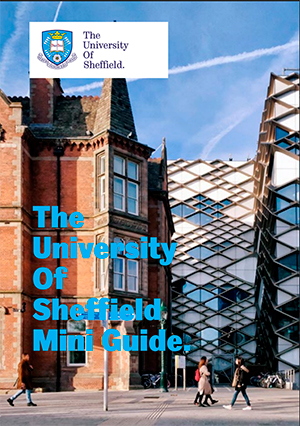 The
University
Of
Sheffield.
The
University
Of
Sheffield
Mini Guide.